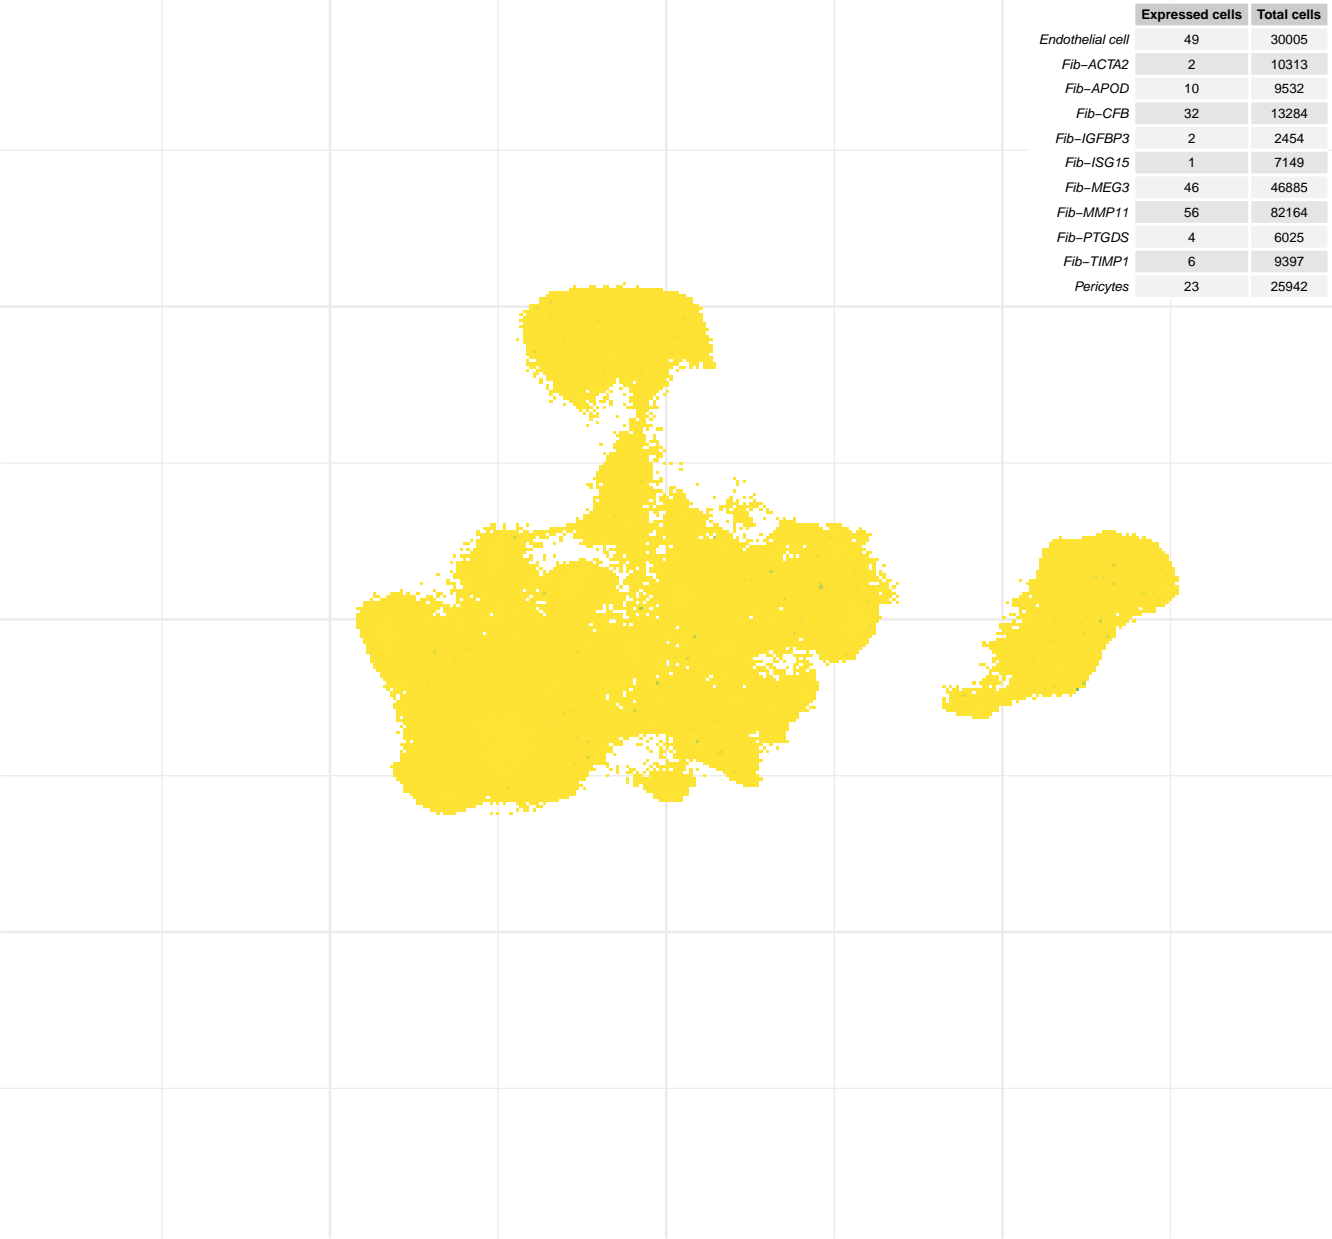 Expressed cells Total cells
Endothelial cell 49 30005
Fib−ACTA2 2 10313
Fib−APOD 10 9532
Fib−CFB 32 13284
Fib−IGFBP3 2 2454
Fib−ISG15 1 7149
Fib−MEG3 46 46885
Fib−MMP11 56 82164
Fib−PTGDS 4 6025
Fib−TIMP1 6 9397
Pericytes 23 25942